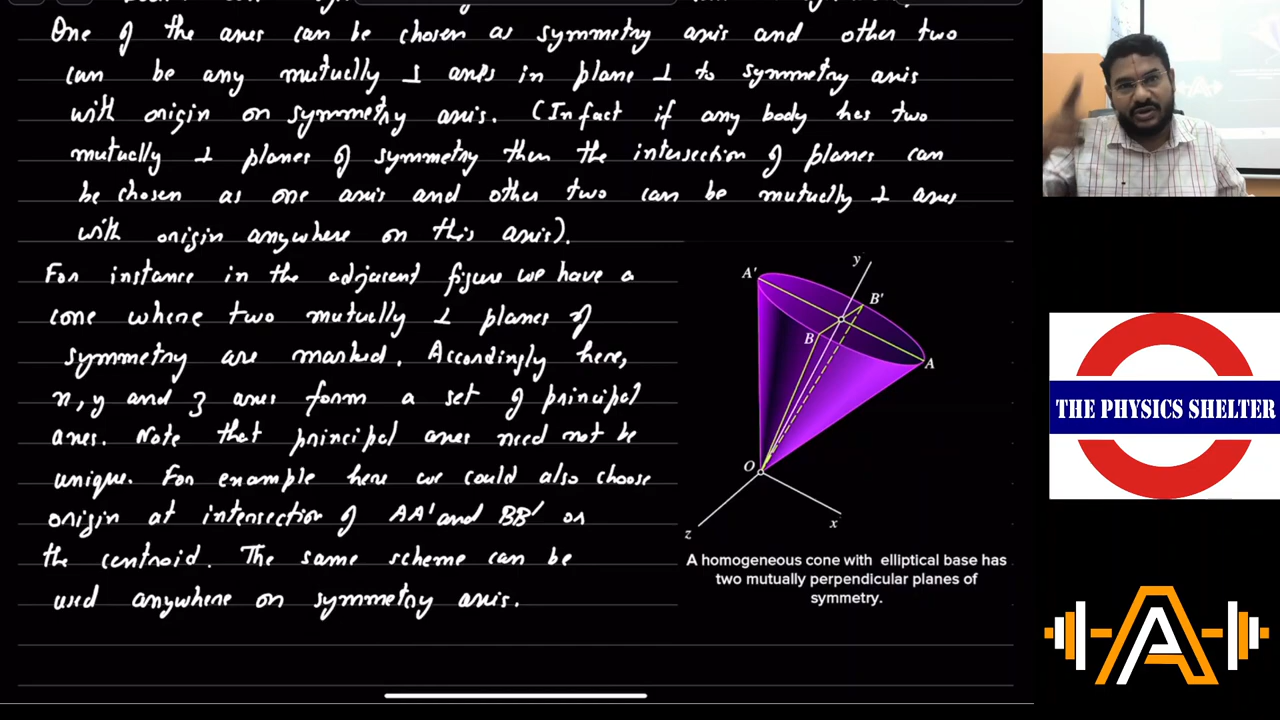 One of the axes can be chosen as symmetry axis and other two
can be any mutually ⊥ axes in plane ⊥ to symmetry axis
with origin on symmetry axis. (In fact if any body has two
mutually ⊥ planes of symmetry then the intersection of planes can
be chosen as one axis and other two can be mutually ⊥ axes
with origin anywhere on this axis).
For instance in the adjacent figure we have a
cone where two mutually ⊥ planes of
symmetry are marked. Accordingly here,
x, y and z axes form a set of principal
axes. Note that principal axes need not be
unique. For example here we could also choose
origin at intersection of AA' and BB' or
the centroid. The same scheme can be
used anywhere on symmetry axis.
y
A'
B'
B
A
O
x
z
A homogeneous cone with elliptical base has
two mutually perpendicular planes of
symmetry.
THE PHYSICS SHELTER
A